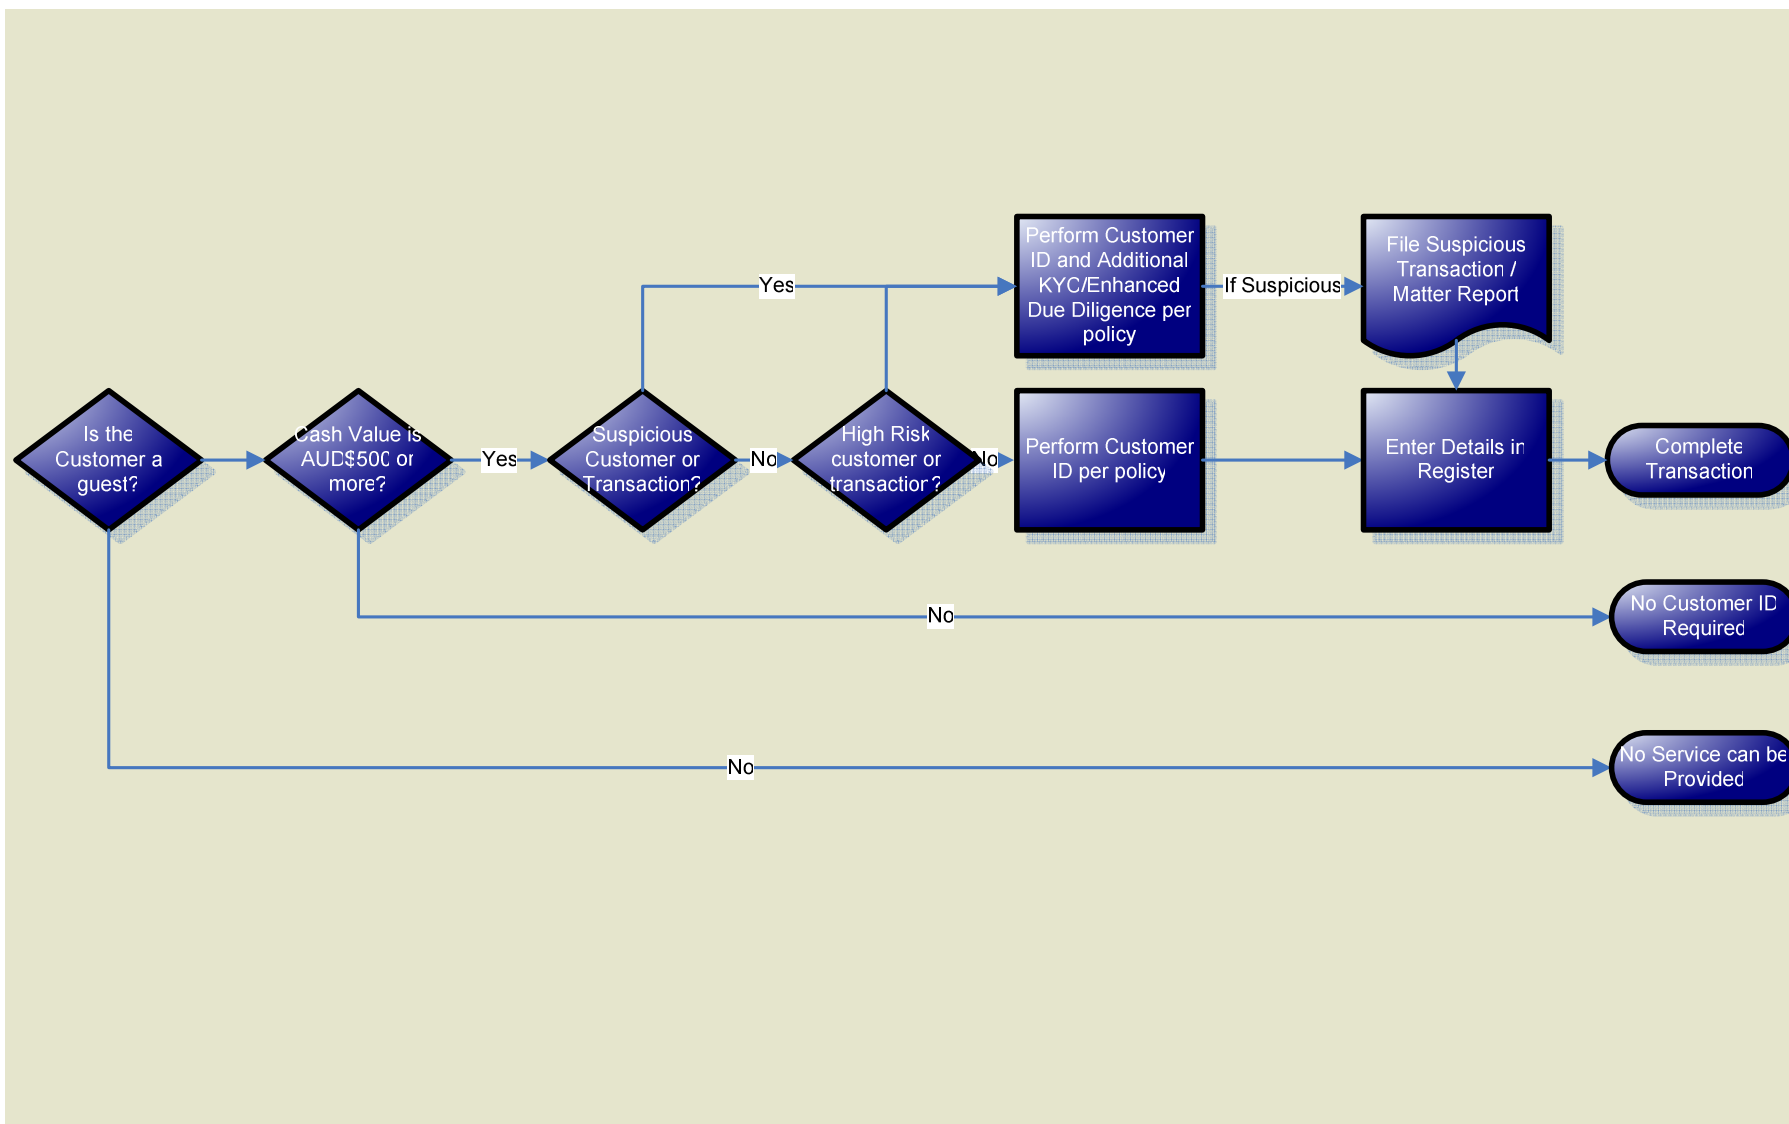 Perform Customer
ID and Additional
KYC/Enhanced
Due Diligence per
policy
File Suspicious
Transaction /
Matter Report
Yes
If Suspicious
Is the
Customer a
guest?
Cash Value is
AUD$500 or
more?
Yes
Suspicious
Customer or
Transaction?
No
High Risk
customer or
transaction?
No
Perform Customer
ID per policy
Enter Details in
Register
Complete
Transaction
No
No Customer ID
Required
No
No Service can be
Provided